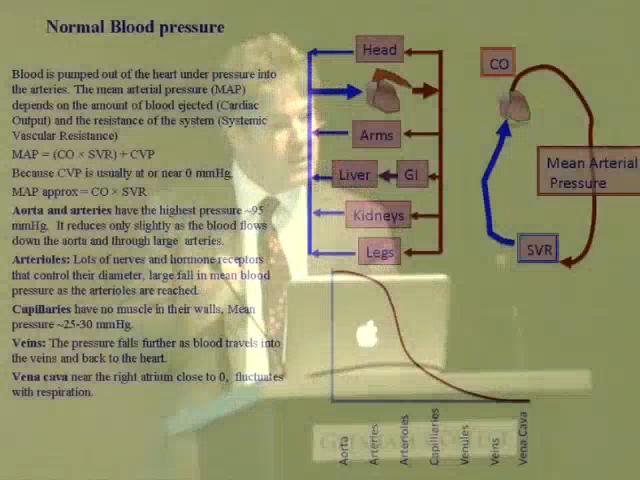 Normal Blood pressure
Blood is pumped out of the heart under pressure into
the arteries. The mean arterial pressure (MAP)
depends on the amount of blood ejected (Cardiac
Output) and the resistance of the system (Systemic
Vascular Resistance)
MAP = (CO × SVR) + CVP
Because CVP is usually at or near 0 mmHg.
MAP approx = CO × SVR
Aorta and arteries have the highest pressure ~95
mmHg. It reduces only slightly as the blood flows
down the aorta and through large arteries.
Arterioles: Lots of nerves and hormone receptors
that control their diameter, large fall in mean blood
pressure as the arterioles are reached.
Capillaries have no muscle in their walls, Mean
pressure ~25-30 mmHg.
Veins: The pressure falls further as blood travels into
the veins and back to the heart.
Vena cava near the right atrium close to 0, fluctuates
with respiration.
Head
Arms
Liver
GI
Kidneys
Legs
CO
Mean Arterial
Pressure
SVR
Aorta
Arteries
Arterioles
Capilliaries
Venules
Veins
Vena Cava